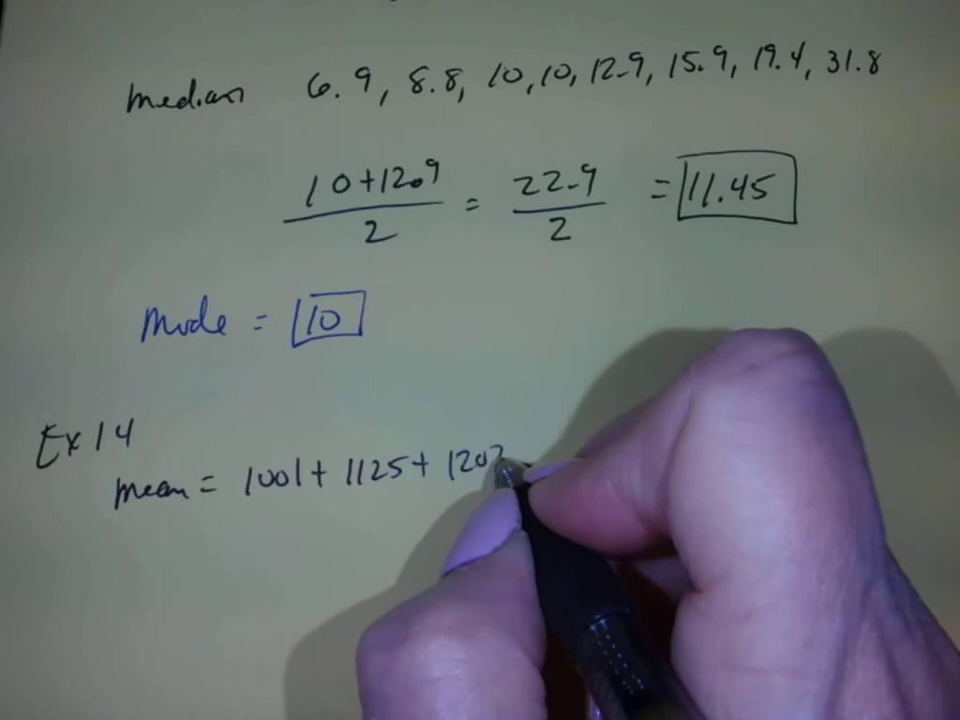 median 6.9, 8.8, 10, 10, 12.9, 15.9, 19.4, 31.8
10+12.9 / 2 = 22.9 / 2 = 11.45
Mode = 10
Ex 14
mean = 1001 + 1125 + 120